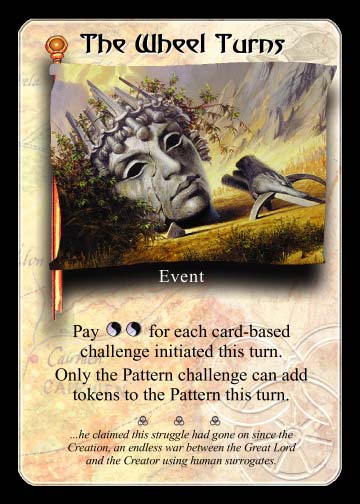 The Wheel Turns
Event
Pay for each card-based
challenge initiated this turn.
Only the Pattern challenge can add
tokens to the Pattern this turn.
...he claimed this struggle had gone on since the
Creation, an endless war between the Great Lord
and the Creator using human surrogates.